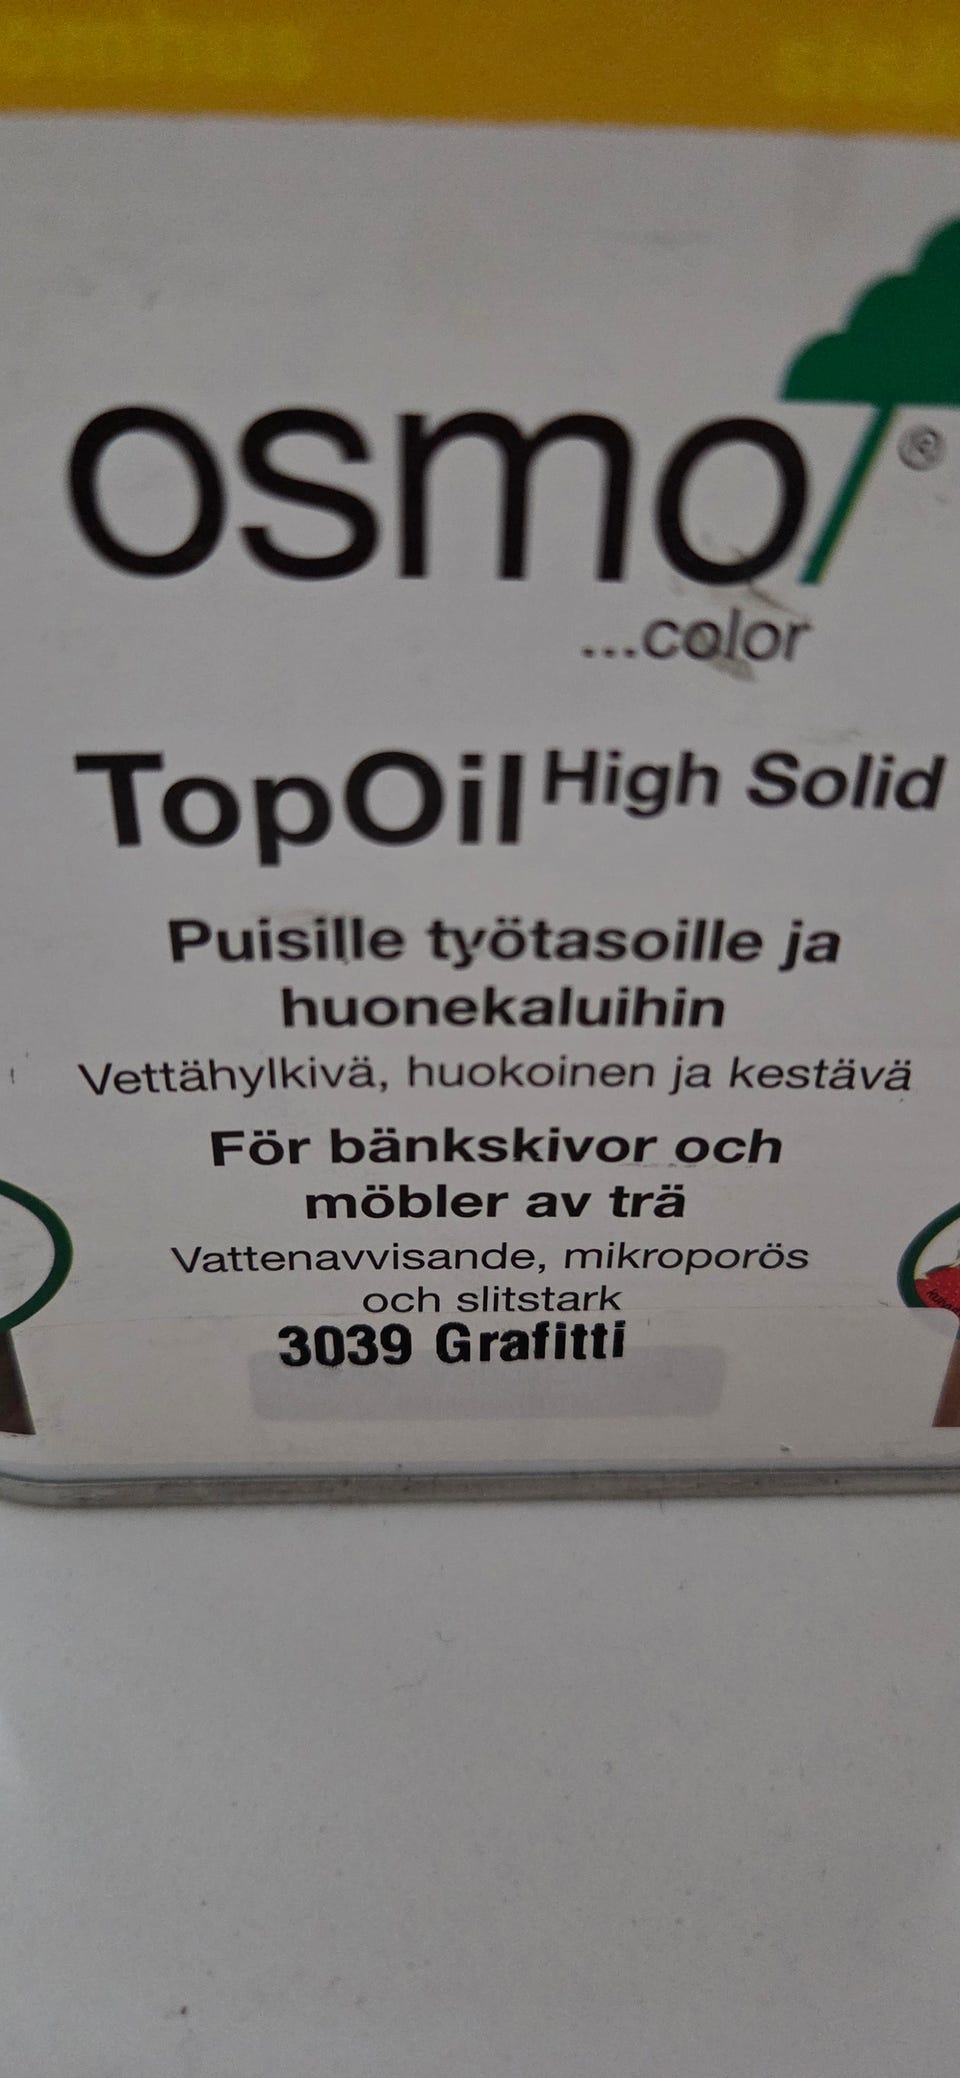 osmo ®
...color
TopOil High Solid
Puisille työtasoille ja
huonekaluihin
Vettähylkivä, huokoinen ja kestävä
För bänkskivor och
möbler av trä
Vattenavvisande, mikroporös
och slitstark
3039 Grafitti